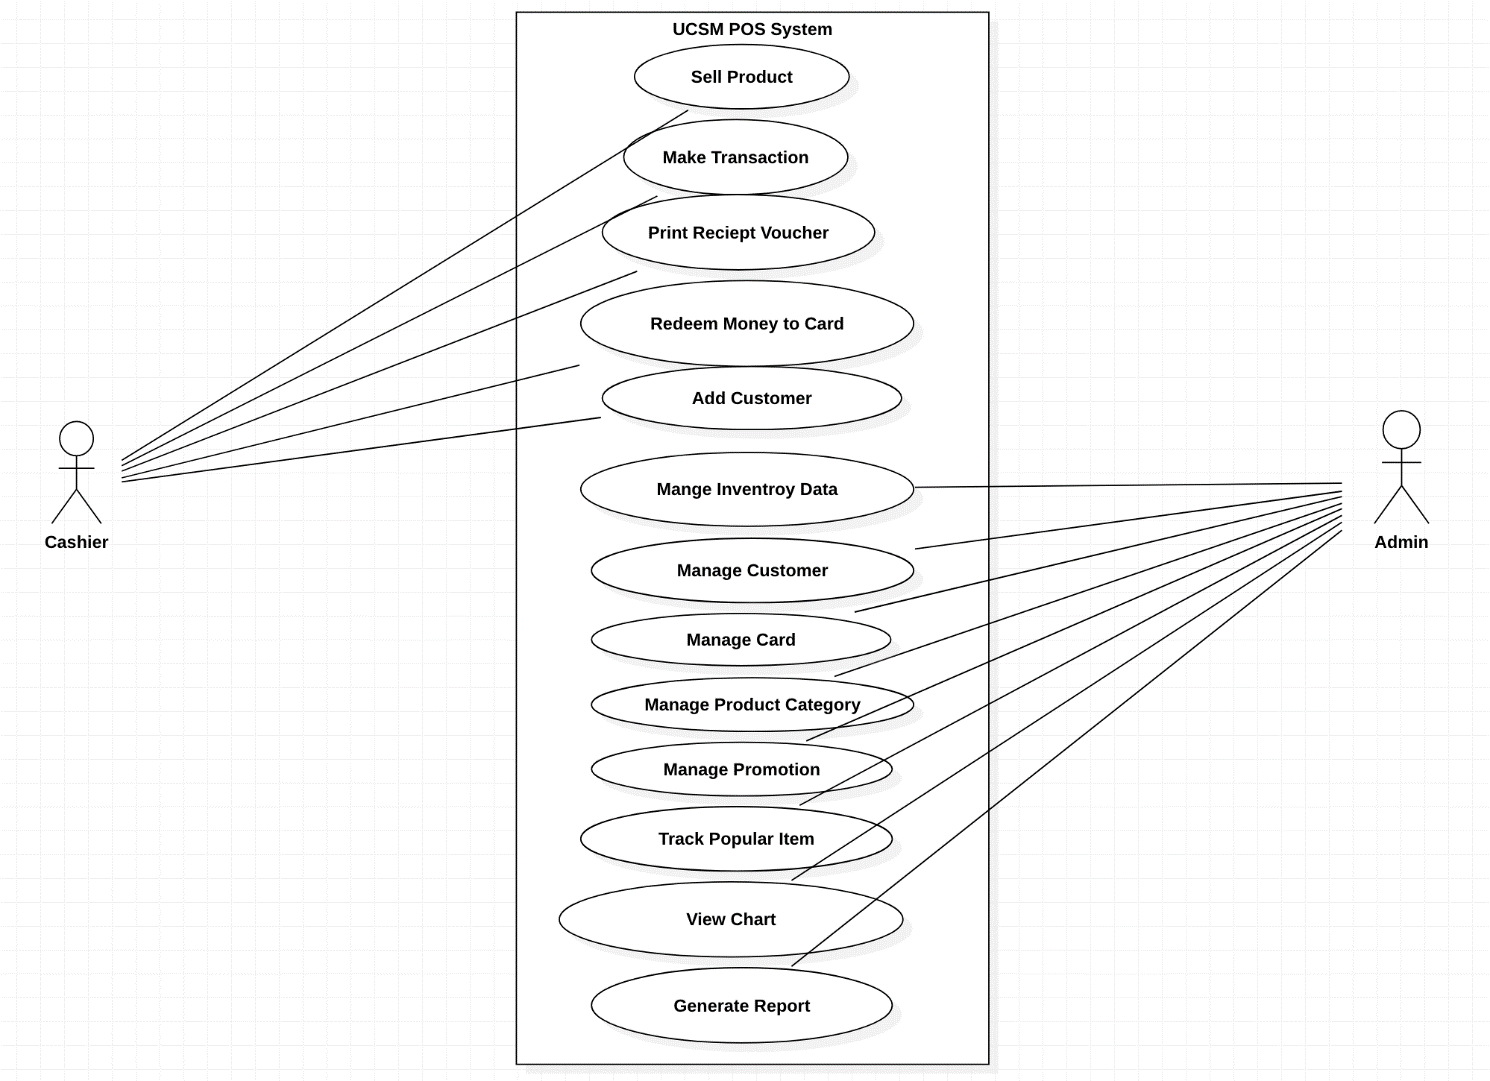 UCSM POS System
Sell Product
Make Transaction
Print Reciept Voucher
Redeem Money to Card
Add Customer
Mange Inventroy Data
Cashier
Admin
Manage Customer
Manage Card
Manage Product Category
Manage Promotion
Track Popular Item
View Chart
Generate Report